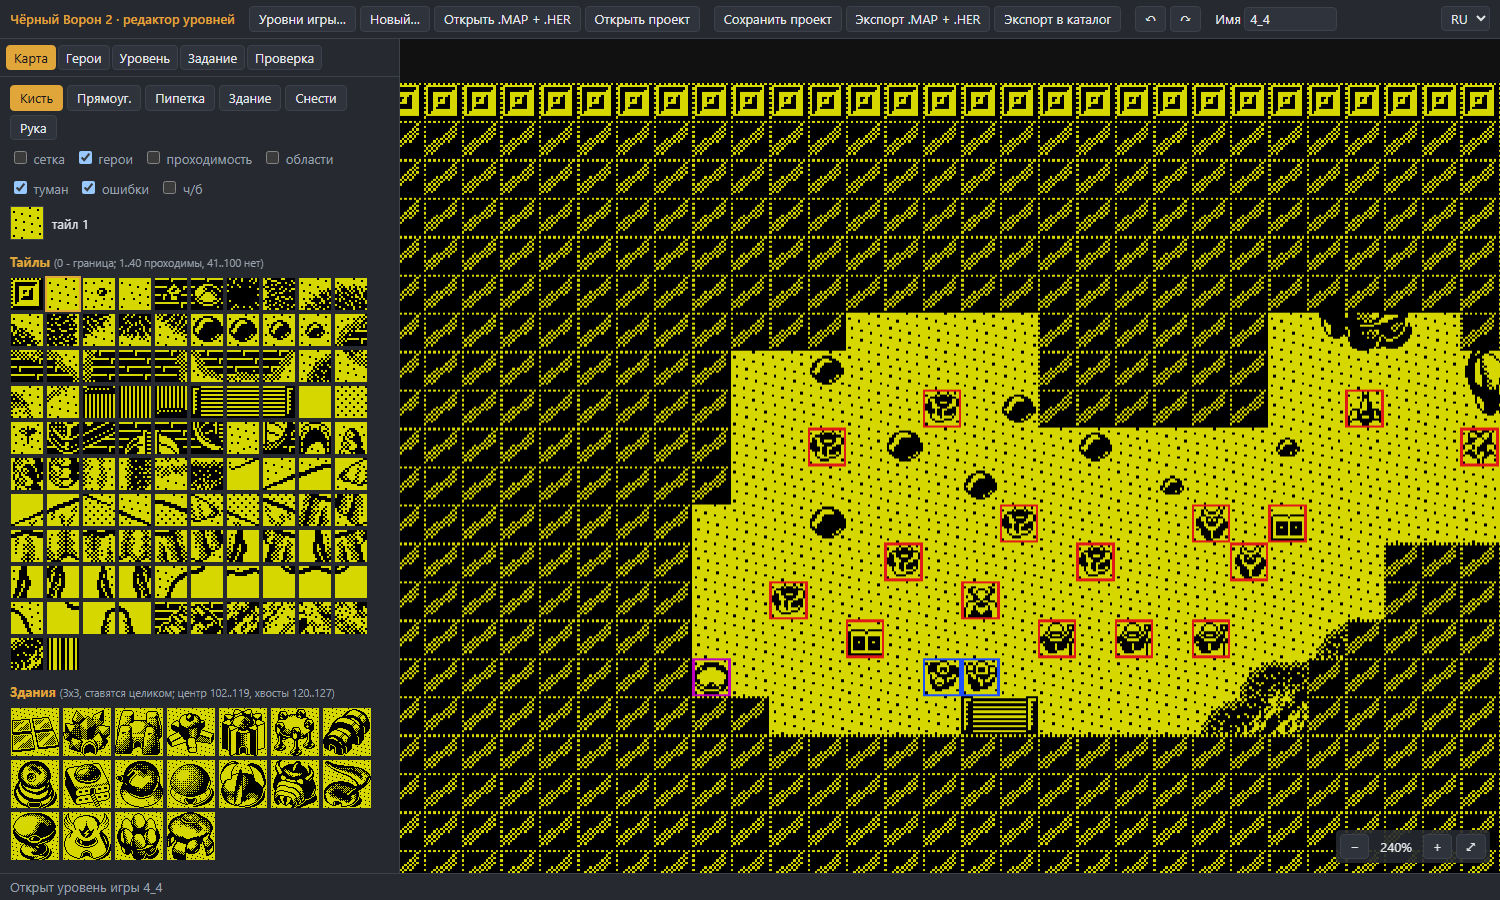 Чёрный Ворон 2 · редактор уровней Уровни игры... Новый... Открыть .MAP + .HER Открыть проект Сохранить проект Экспорт .MAP + .HER Экспорт в каталог Имя 4_4 RU
Карта Герои Уровень Задание Проверка
Кисть Прямоуг. Пипетка Здание Снести
Рука
сетка герои проходимость области
туман ошибки ч/б
тайл 1
Тайлы (0 - граница; 1..40 проходимы, 41..100 нет)
Здания (3x3, ставятся целиком; центр 102..119, хвосты 120..127)
− 240% +
Открыт уровень игры 4_4